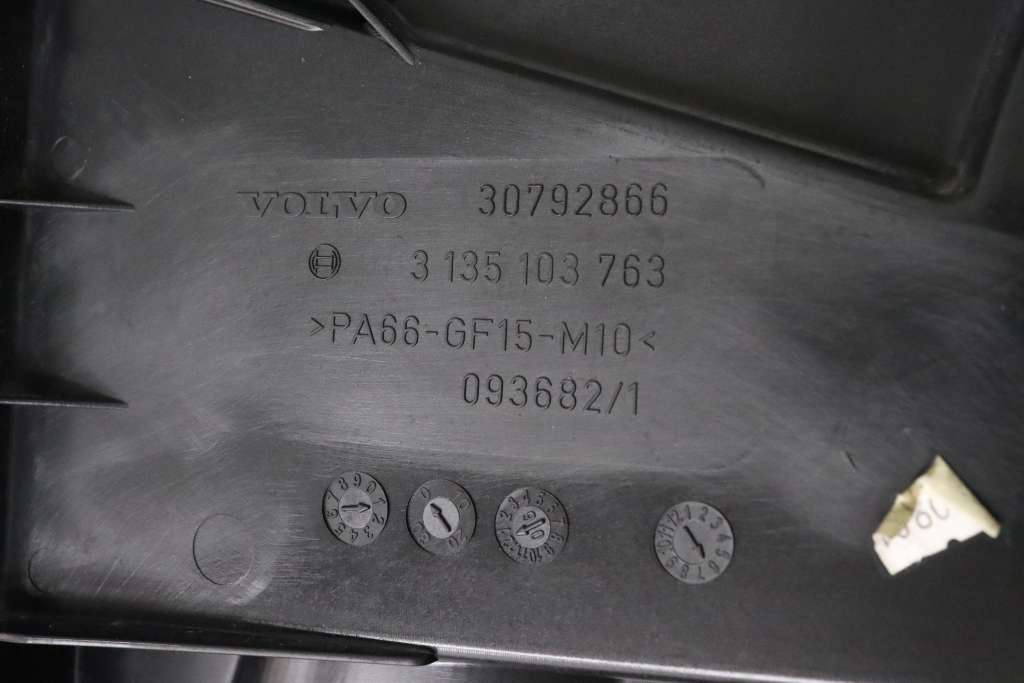 VOLVO 30792866
3 135 103 763
>PA66-GF15-M10<
093682/1